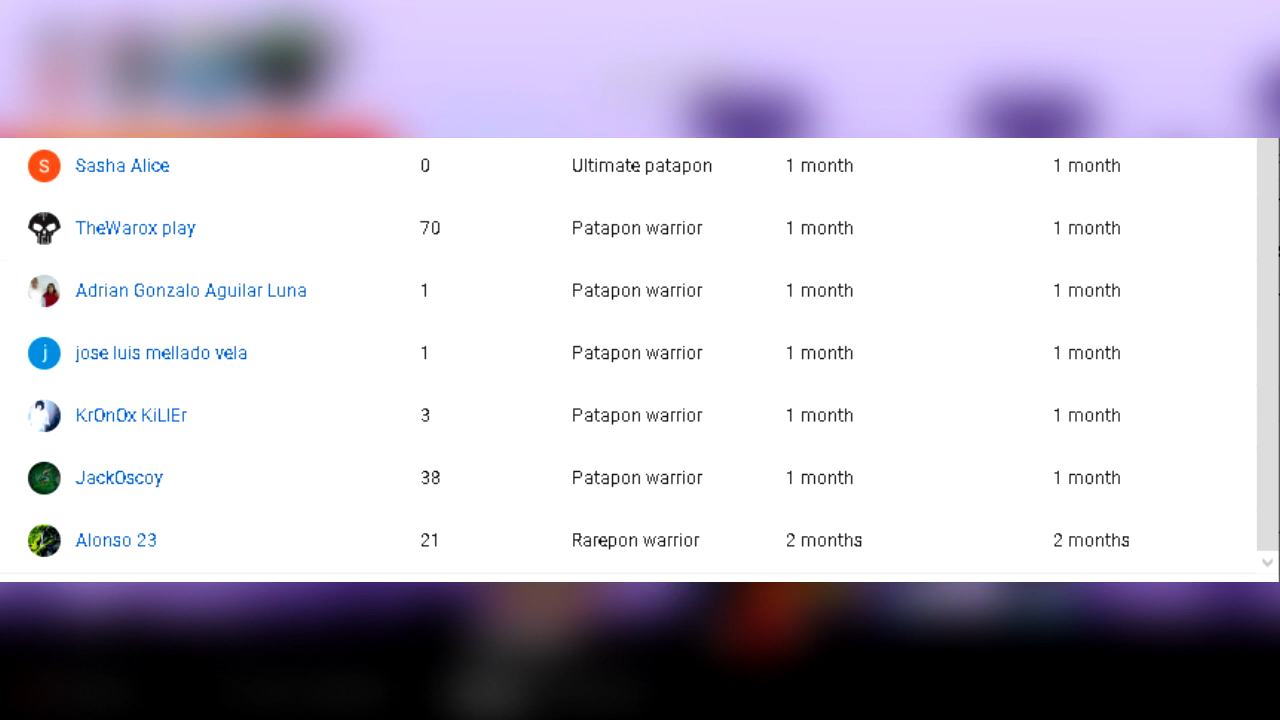 S Sasha Alice 0 Ultimate patapon 1 month 1 month
TheWarox play 70 Patapon warrior 1 month 1 month
Adrian Gonzalo Aguilar Luna 1 Patapon warrior 1 month 1 month
j jose luis mellado vela 1 Patapon warrior 1 month 1 month
KrOnOx KiLlEr 3 Patapon warrior 1 month 1 month
JackOscoy 38 Patapon warrior 1 month 1 month
Alonso 23 21 Rarepon warrior 2 months 2 months